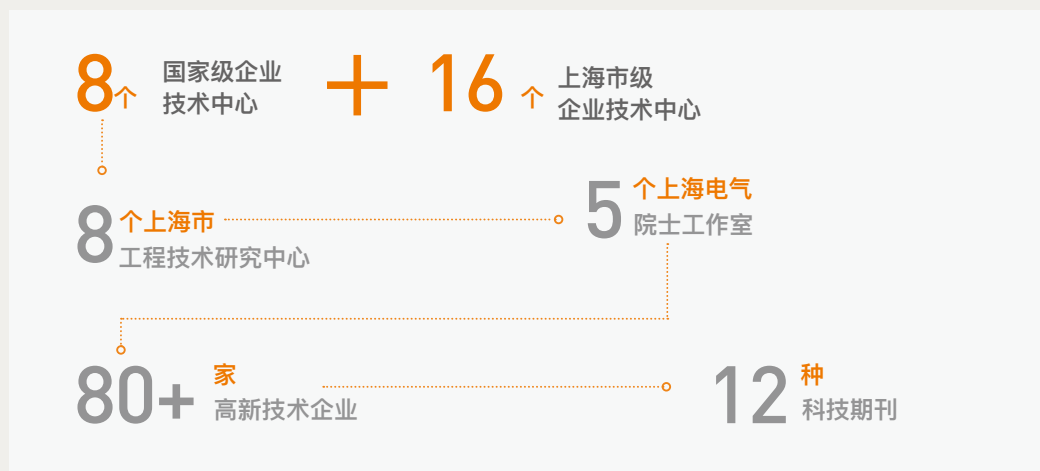 8个 国家级企业
技术中心
+
16个 上海市级
企业技术中心
8 个上海市
工程技术研究中心
5 个上海电气
院士工作室
80+ 家
高新技术企业
12 种
科技期刊